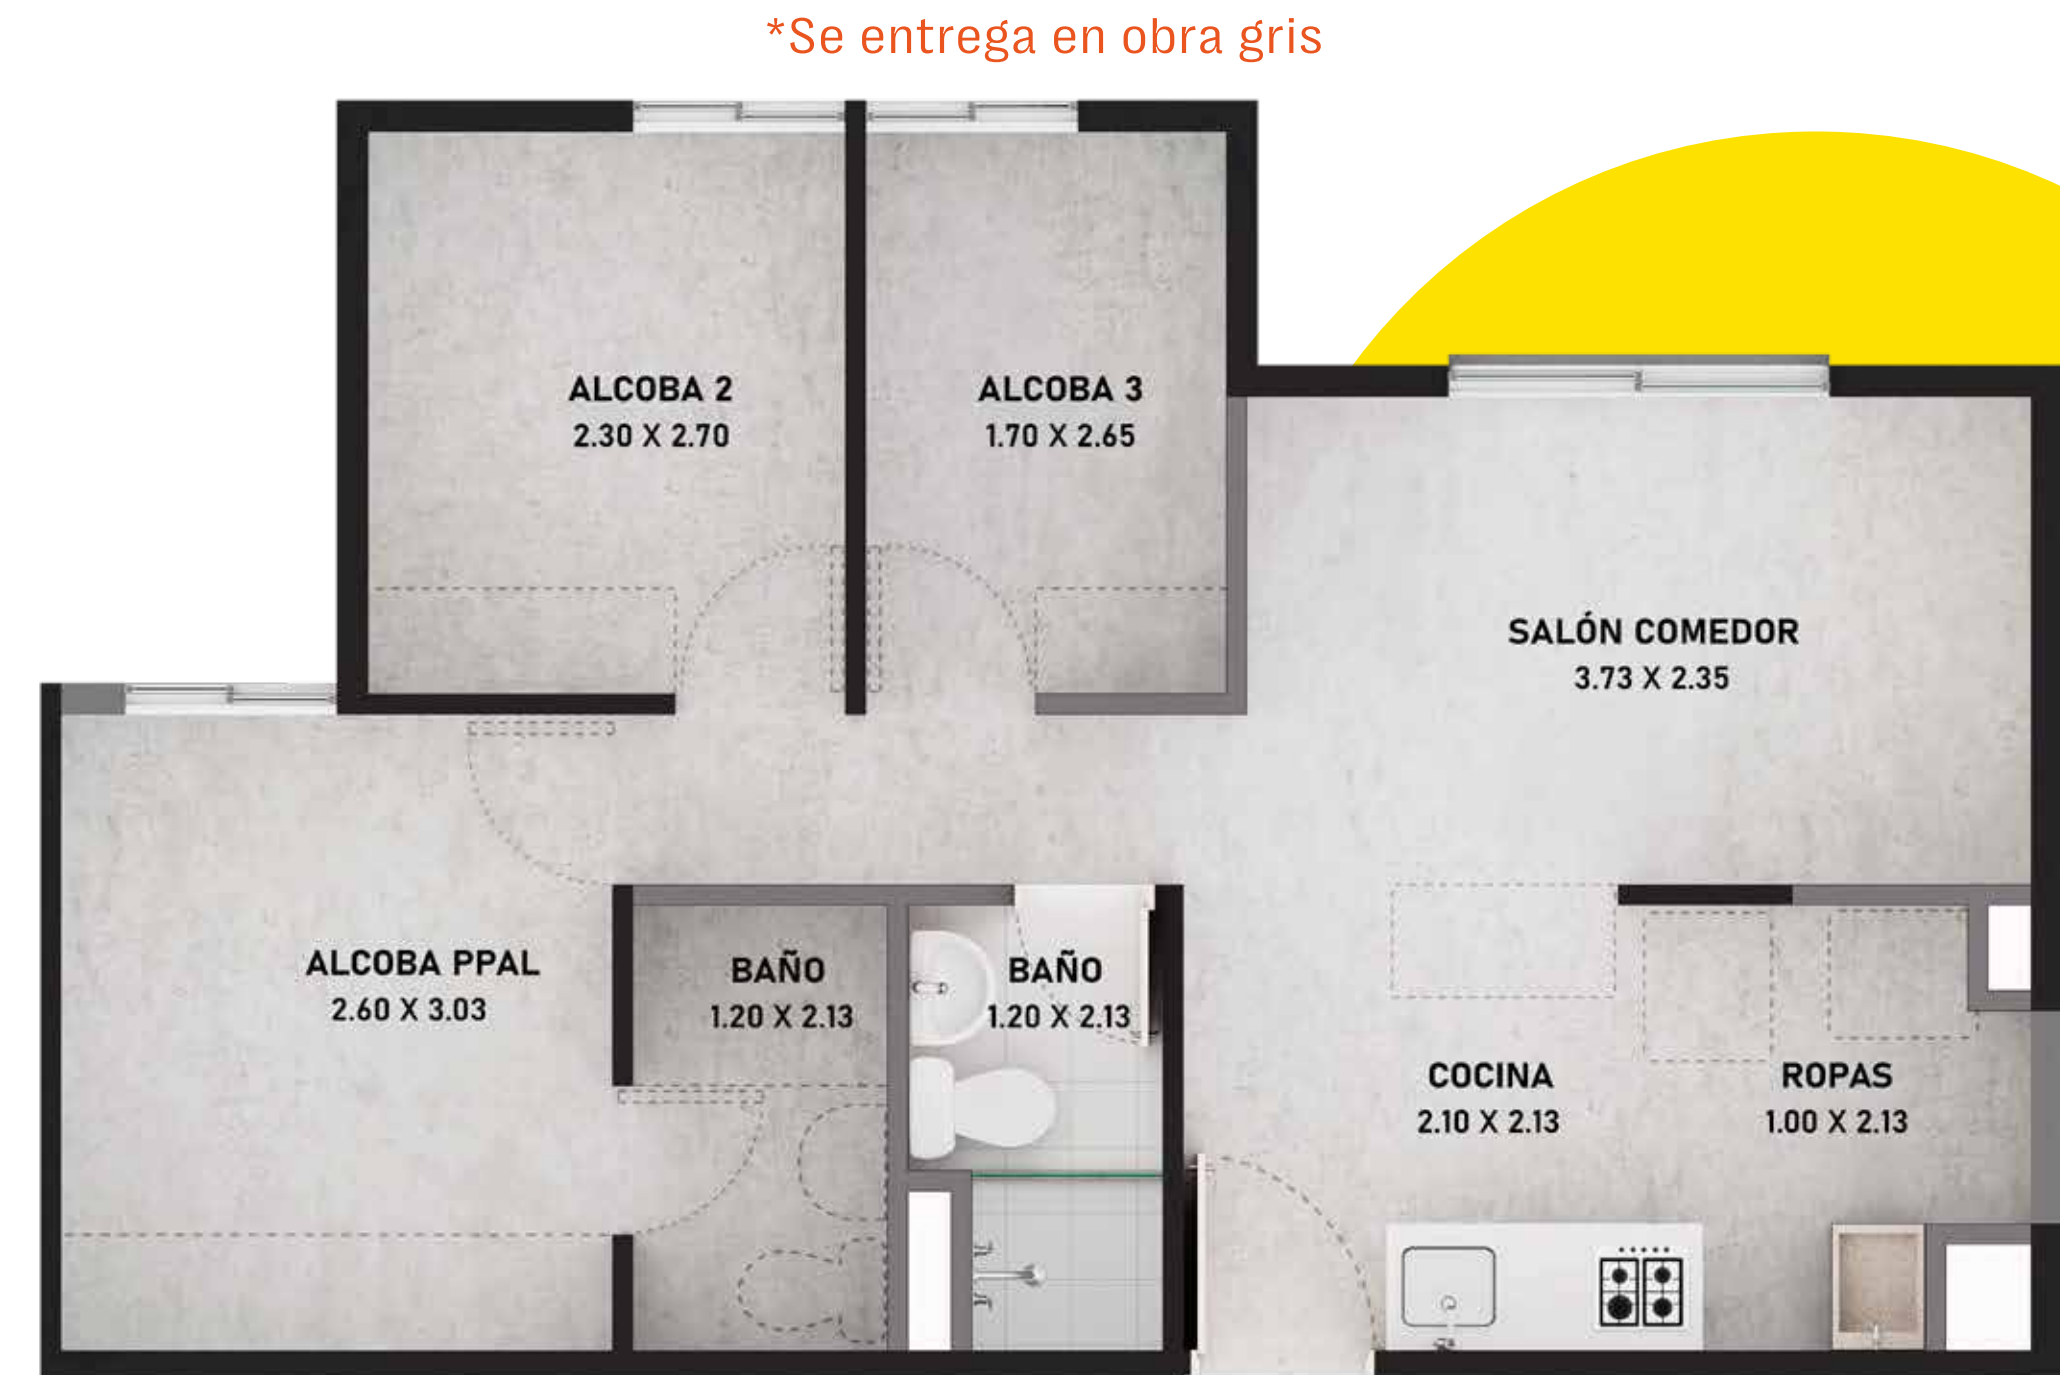 *Se entrega en obra gris
ALCOBA 2
2.30 X 2.70
ALCOBA 3
1.70 X 2.65
SALÓN COMEDOR
3.73 X 2.35
ALCOBA PPAL
2.60 X 3.03
BAÑO
1.20 X 2.13
BAÑO
1.20 X 2.13
COCINA
2.10 X 2.13
ROPAS
1.00 X 2.13